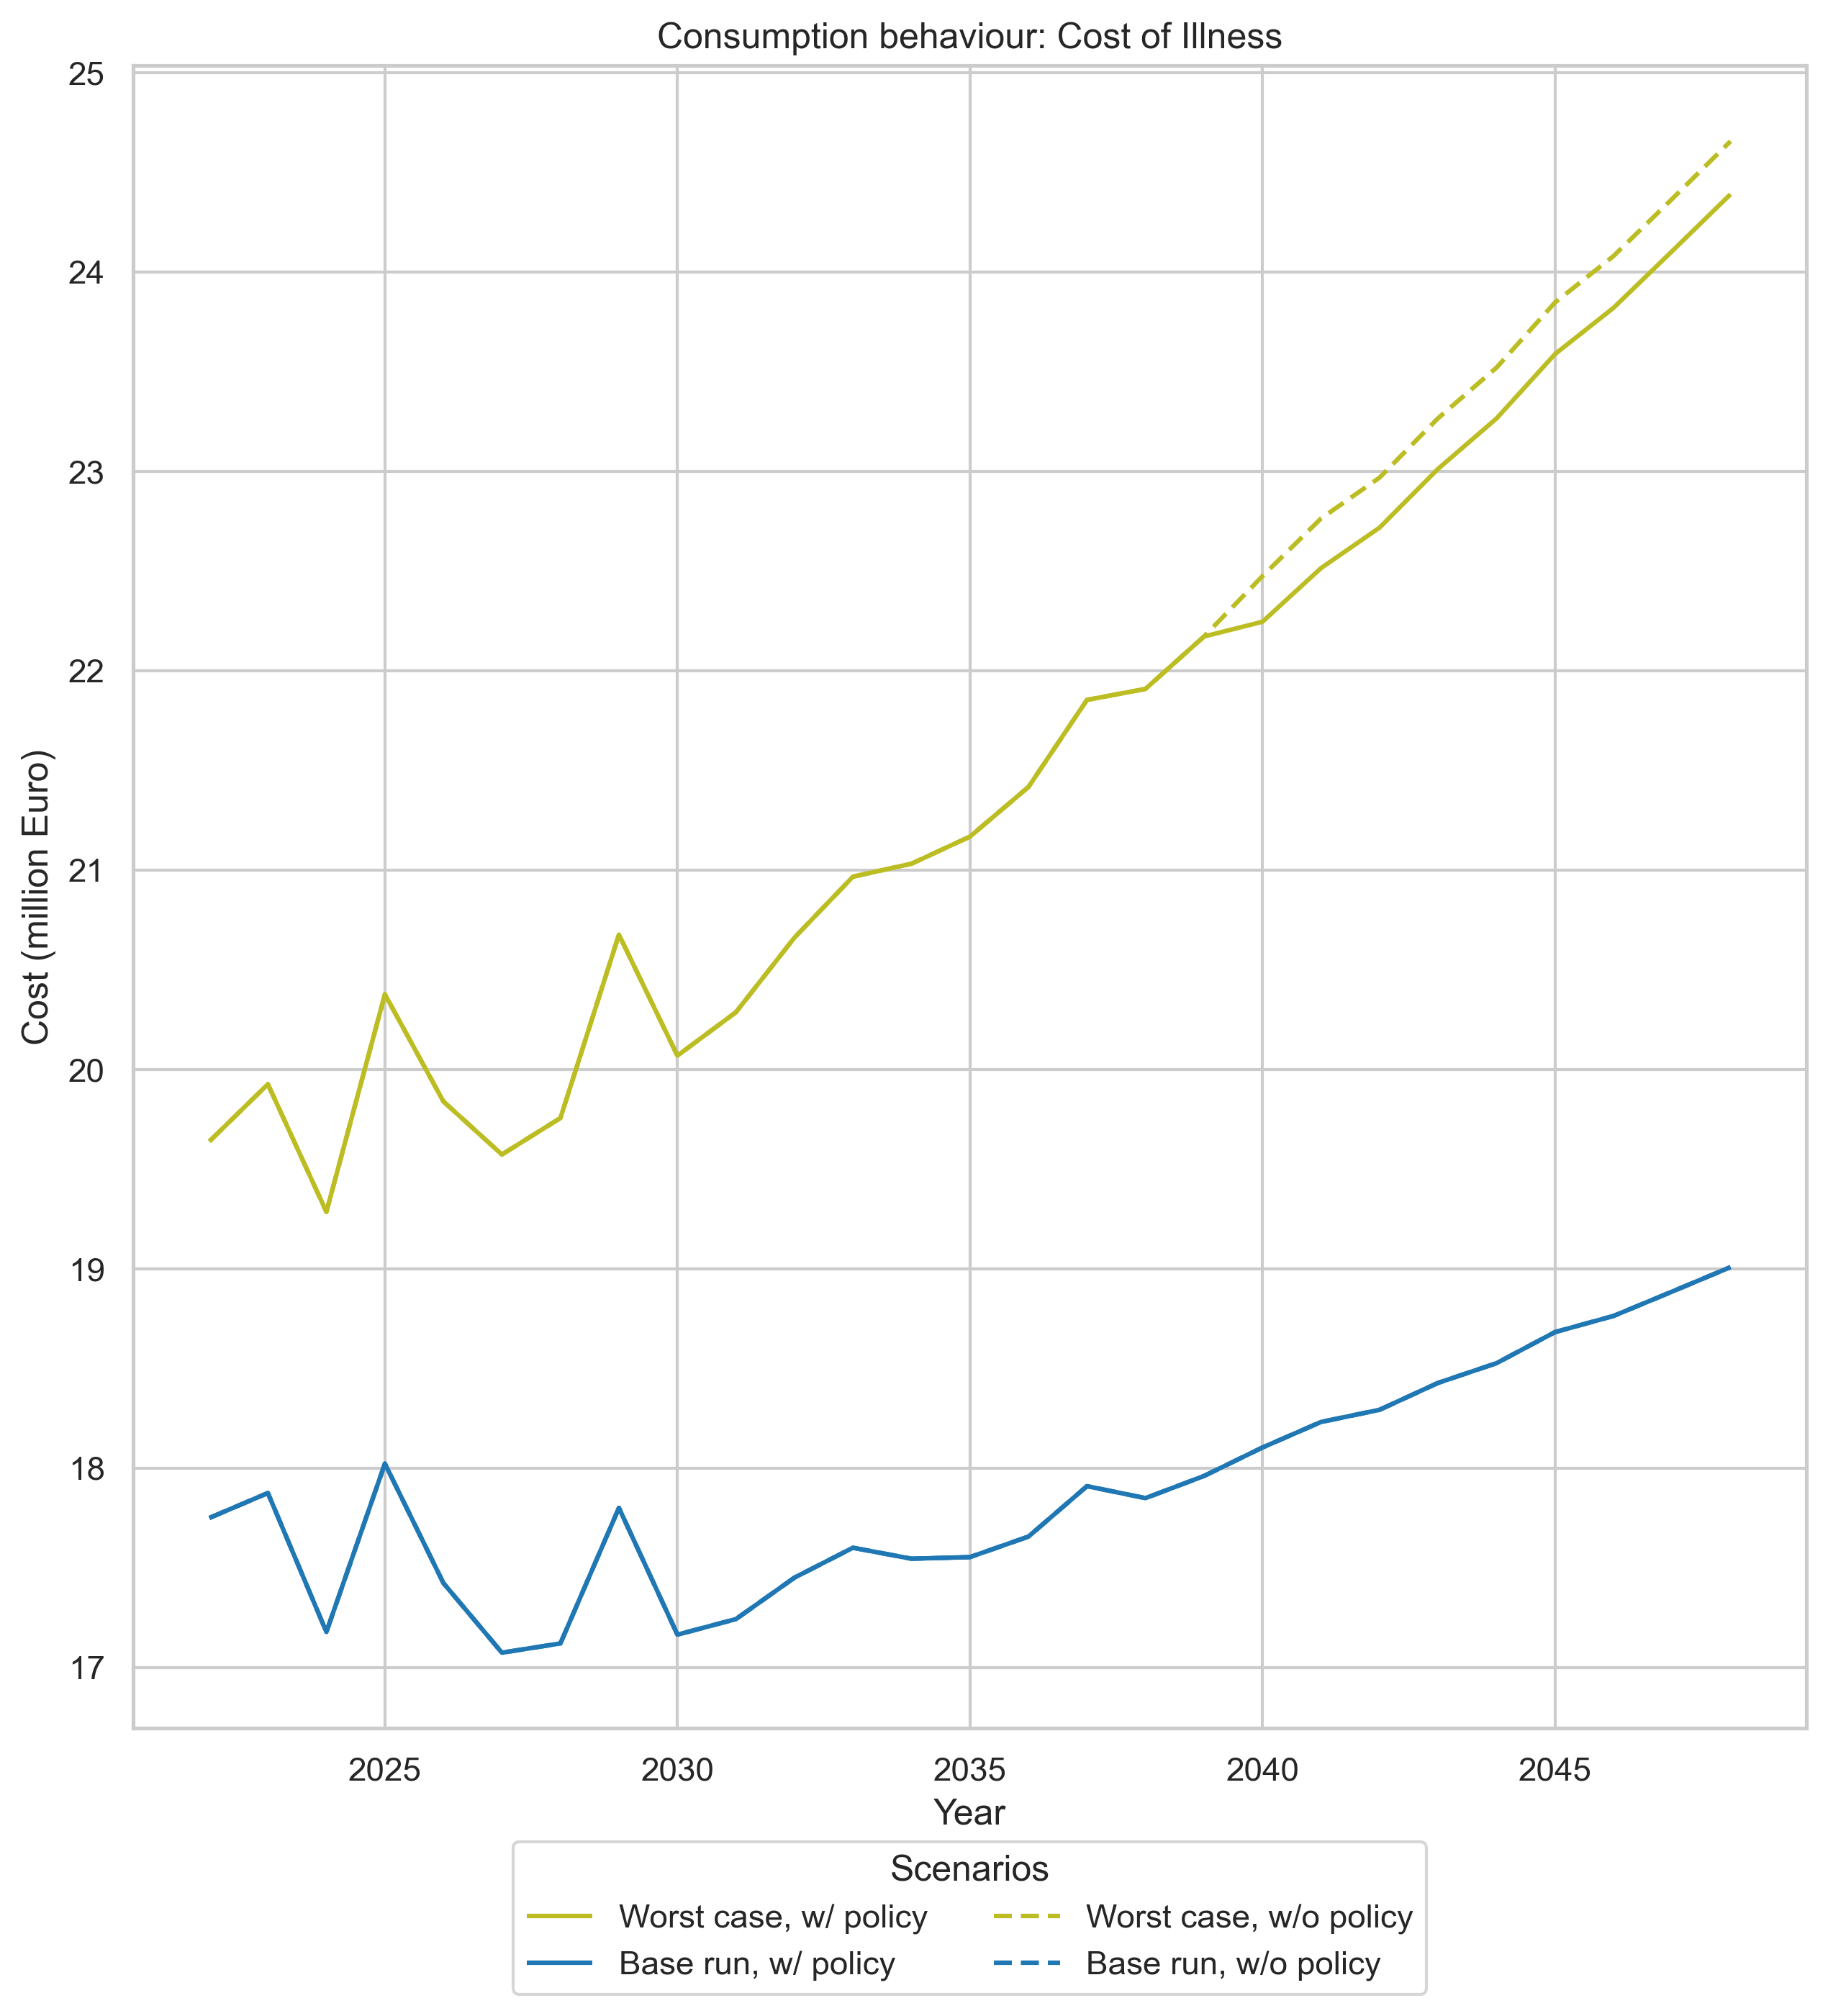 Consumption behaviour: Cost of Illness
25
24
23
22
21
20
19
18
17
Cost (million Euro)
2025 2030 2035 2040 2045
Year
Scenarios
Worst case, w/ policy Worst case, w/o policy
Base run, w/ policy Base run, w/o policy